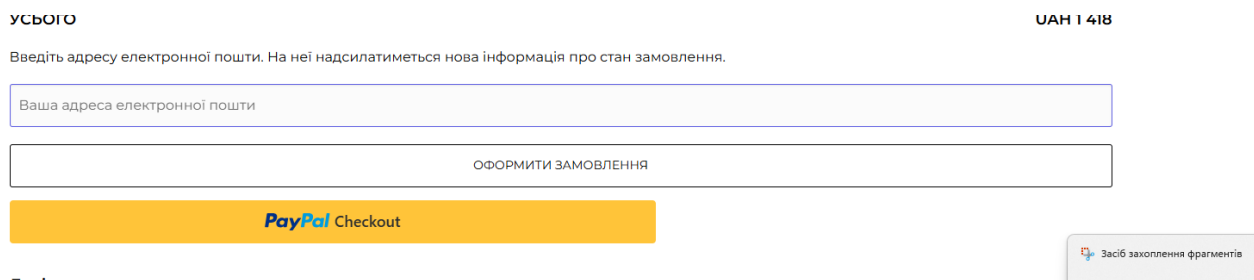 УСЬОГО UAH 1 418
Введіть адресу електронної пошти. На неї надсилатиметься нова інформація про стан замовлення.
Ваша адреса електронної пошти
ОФОРМИТИ ЗАМОВЛЕННЯ
PayPal Checkout
Засіб захоплення фрагментів